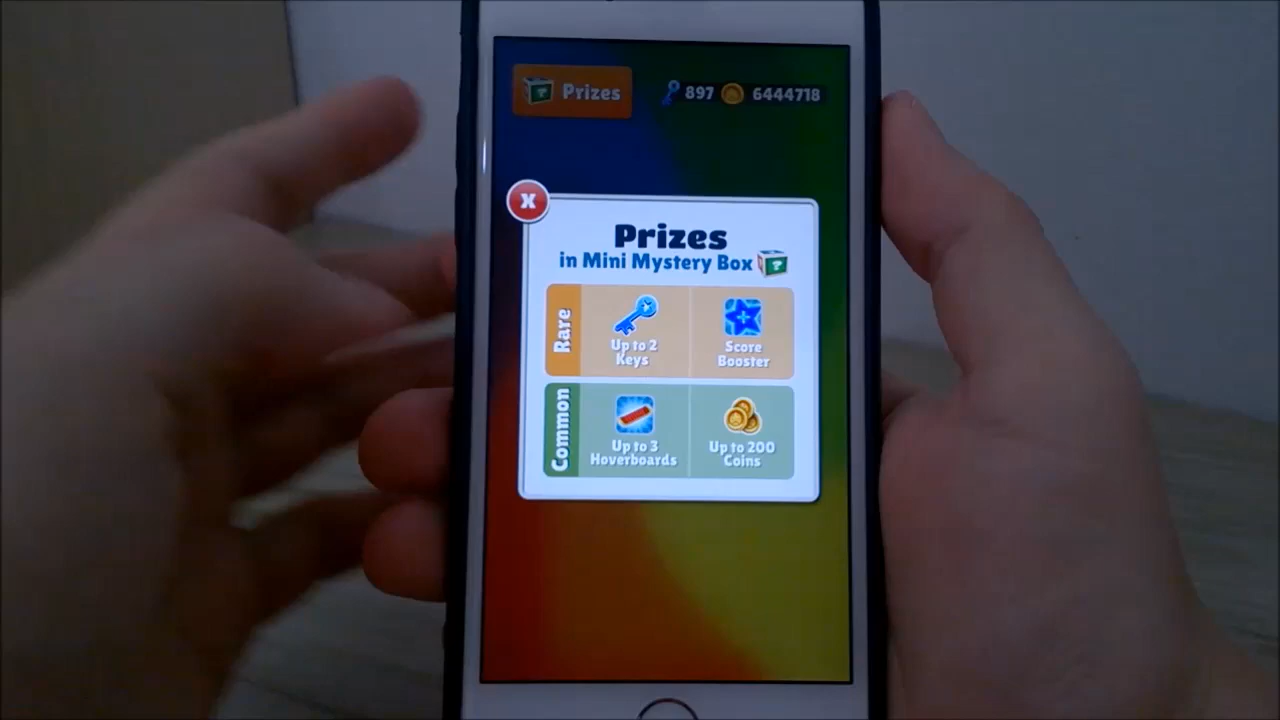 Prizes 897 6444718
X
Prizes
in Mini Mystery Box ?
Rare
Up to 2
Keys
Score
Booster
Common
Up to 3
Hoverboards
Up to 200
Coins